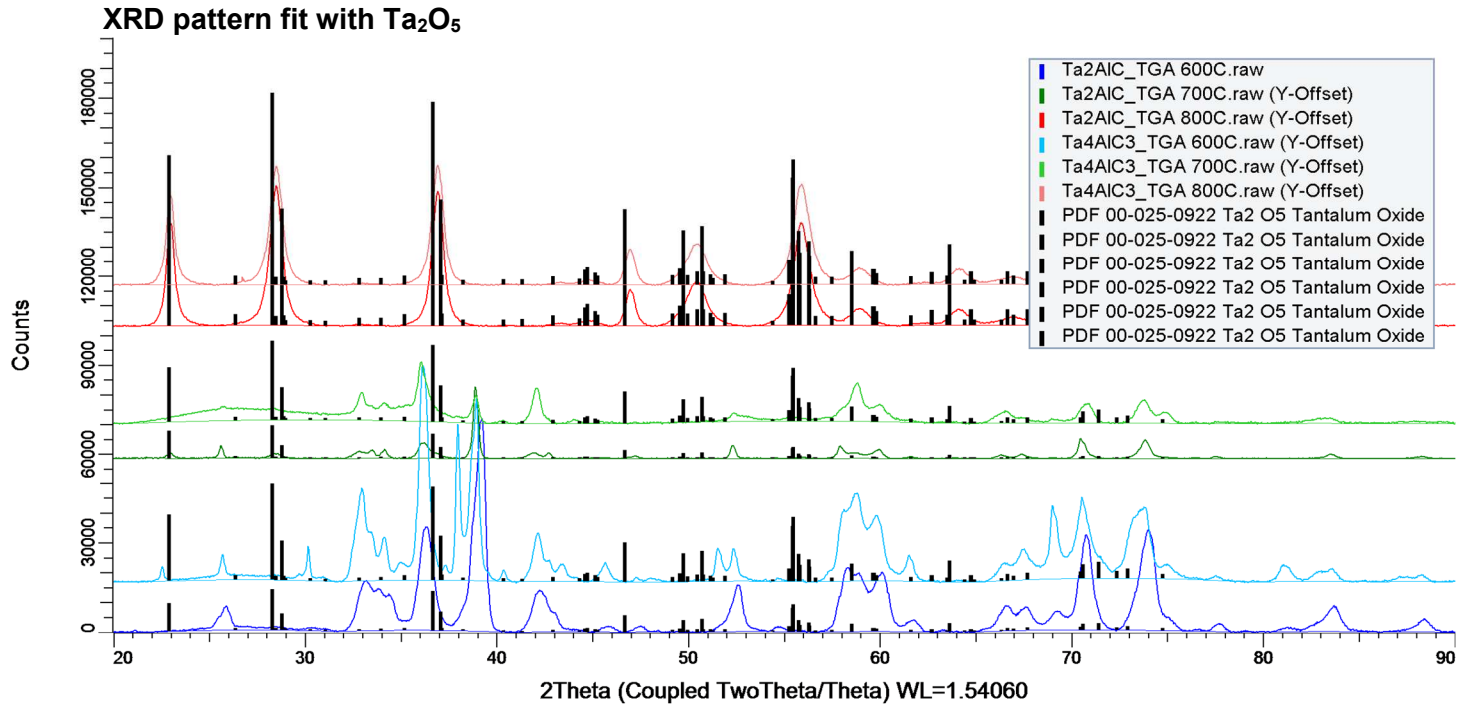 XRD pattern fit with Ta₂O₅
Ta2AlC_TGA 600C.raw
Ta2AlC_TGA 700C.raw (Y-Offset)
Ta2AlC_TGA 800C.raw (Y-Offset)
Ta4AlC3_TGA 600C.raw (Y-Offset)
Ta4AlC3_TGA 700C.raw (Y-Offset)
Ta4AlC3_TGA 800C.raw (Y-Offset)
PDF 00-025-0922 Ta2 O5 Tantalum Oxide
PDF 00-025-0922 Ta2 O5 Tantalum Oxide
PDF 00-025-0922 Ta2 O5 Tantalum Oxide
PDF 00-025-0922 Ta2 O5 Tantalum Oxide
PDF 00-025-0922 Ta2 O5 Tantalum Oxide
PDF 00-025-0922 Ta2 O5 Tantalum Oxide
Counts
180000
150000
120000
90000
60000
30000
0
20 30 40 50 60 70 80 90
2Theta (Coupled TwoTheta/Theta) WL=1.54060